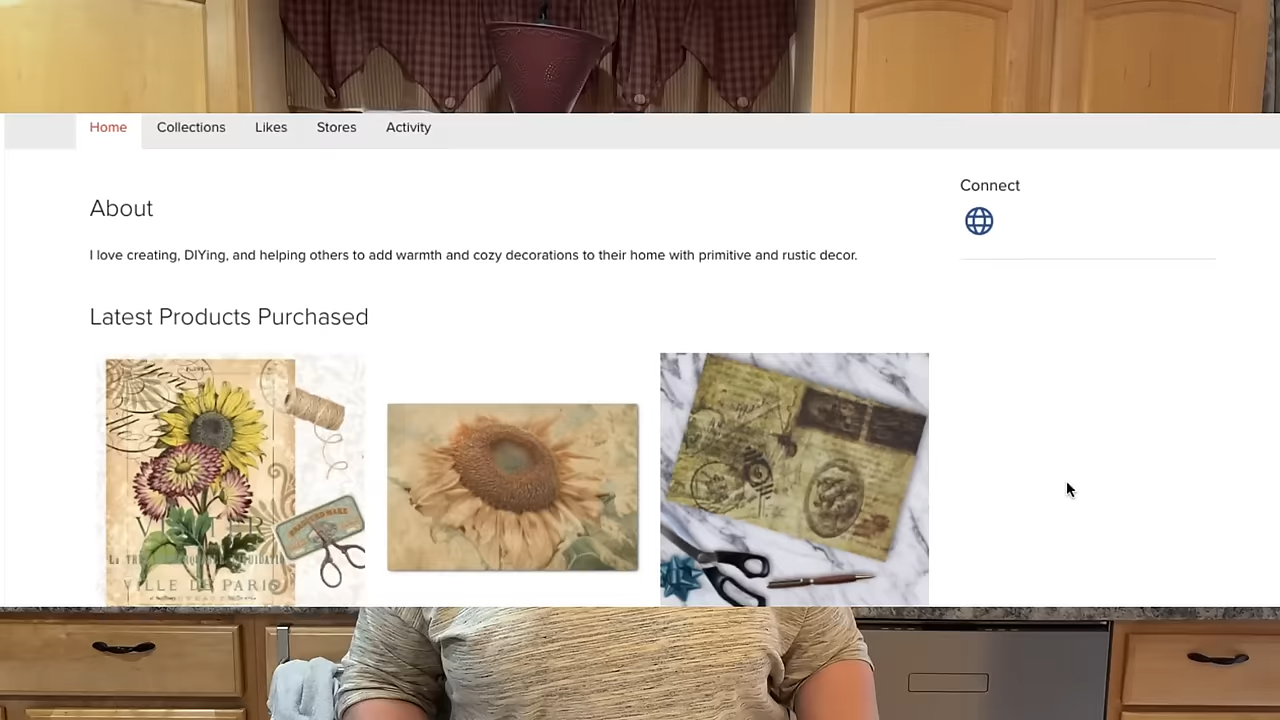 Home Collections Likes Stores Activity
Connect
About
I love creating, DIYing, and helping others to add warmth and cozy decorations to their home with primitive and rustic decor.
Latest Products Purchased
VILLE DE PARIS